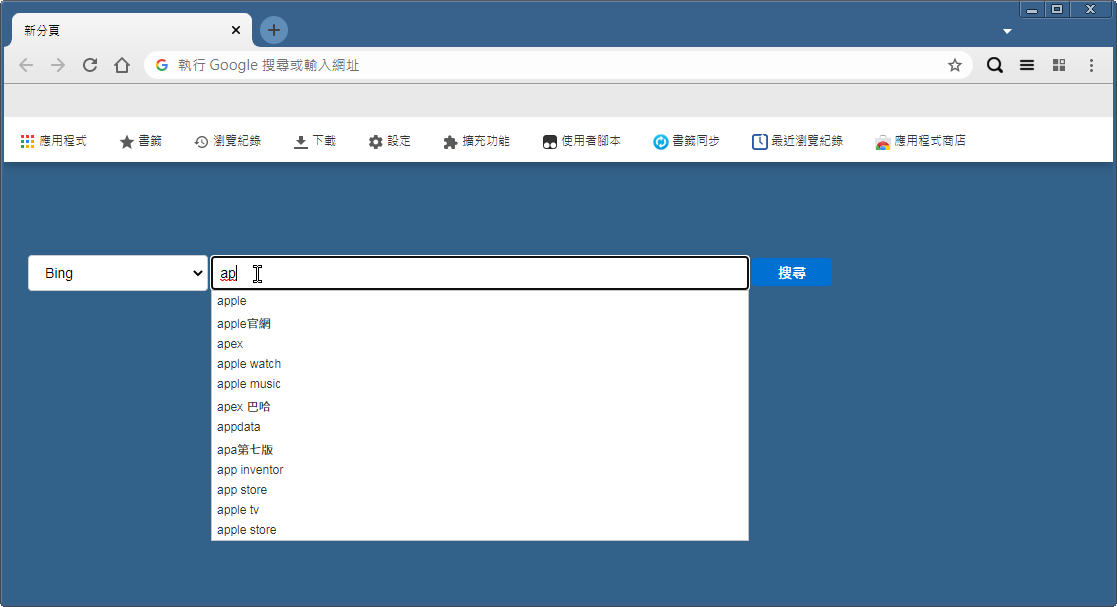 新分頁
執行 Google 搜尋或輸入網址
應用程式 書籤 瀏覽紀錄 下載 設定 擴充功能 使用者腳本 書籤同步 最近瀏覽紀錄 應用程式商店
Bing ap 搜尋
apple
apple官網
apex
apple watch
apple music
apex 巴哈
appdata
apa第七版
app inventor
app store
apple tv
apple store